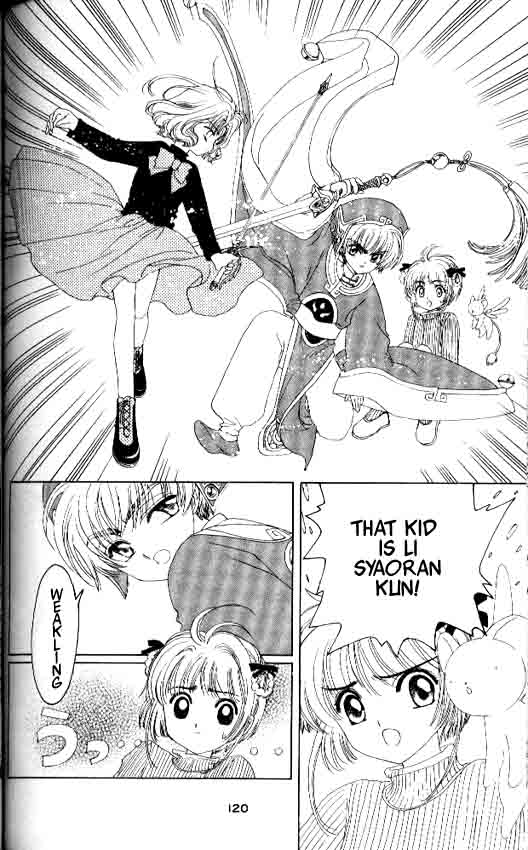 THAT KID
IS LI
SYAORAN
KUN!
WEAKLING
うっ
120